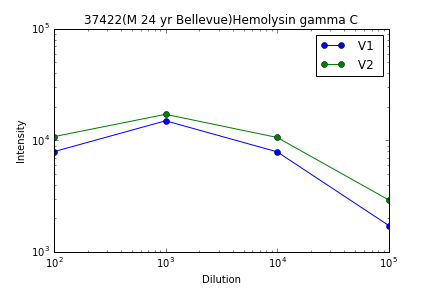 37422(M 24 yr Bellevue)Hemolysin gamma C
V1
V2
Intensity
10^5
10^4
10^3
10^2 10^3 10^4 10^5
Dilution